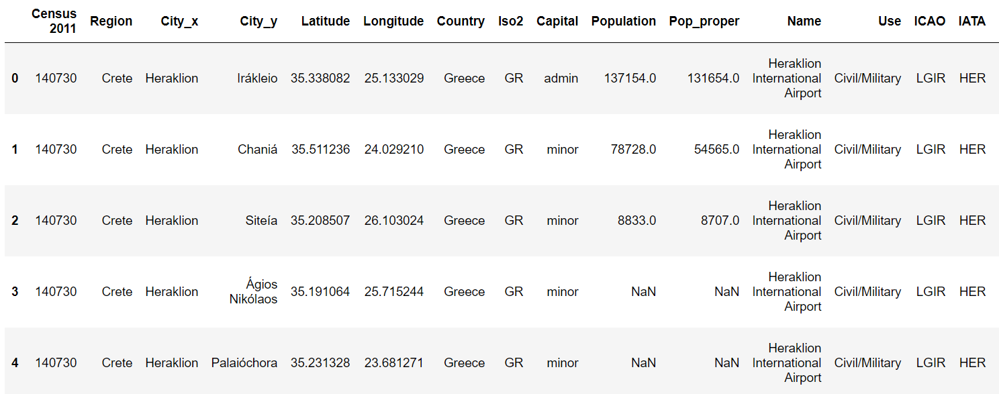 Census 2011 Region City_x City_y Latitude Longitude Country Iso2 Capital Population Pop_proper Name Use ICAO IATA
0 140730 Crete Heraklion Irákleio 35.338082 25.133029 Greece GR admin 137154.0 131654.0 Heraklion International Airport Civil/Military LGIR HER
1 140730 Crete Heraklion Chaniá 35.511236 24.029210 Greece GR minor 78728.0 54565.0 Heraklion International Airport Civil/Military LGIR HER
2 140730 Crete Heraklion Siteía 35.208507 26.103024 Greece GR minor 8833.0 8707.0 Heraklion International Airport Civil/Military LGIR HER
3 140730 Crete Heraklion Ágios Nikólaos 35.191064 25.715244 Greece GR minor NaN NaN Heraklion International Airport Civil/Military LGIR HER
4 140730 Crete Heraklion Palaióchora 35.231328 23.681271 Greece GR minor NaN NaN Heraklion International Airport Civil/Military LGIR HER